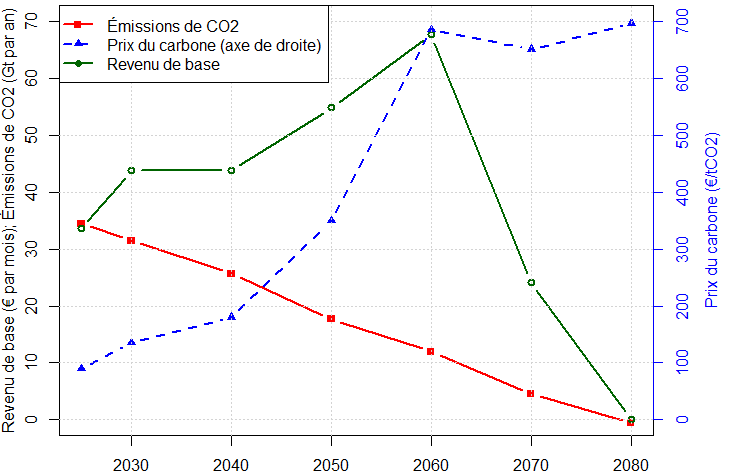 Émissions de CO2
Prix du carbone (axe de droite)
Revenu de base
Revenu de base (€ par mois); Émissions de CO2 (Gt par an)
70
60
50
40
30
20
10
0
700
600
500
400
300
200
100
0
Prix du carbone (€/tCO2)
2030 2040 2050 2060 2070 2080